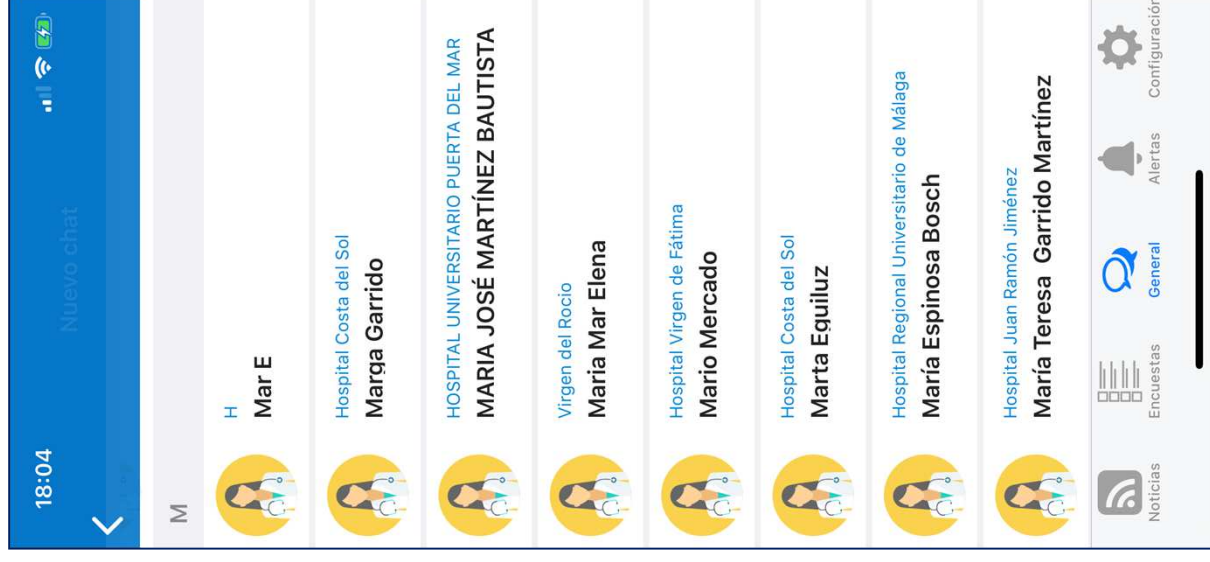 18:04
Nuevo chat
M
H
Mar E
Hospital Costa del Sol
Marga Garrido
HOSPITAL UNIVERSITARIO PUERTA DEL MAR
MARIA JOSÉ MARTÍNEZ BAUTISTA
Virgen del Rocio
Maria Mar Elena
Hospital Virgen de Fátima
Mario Mercado
Hospital Costa del Sol
Marta Eguiluz
Hospital Regional Universitario de Málaga
María Espinosa Bosch
Hospital Juan Ramón Jiménez
María Teresa  Garrido Martínez
Noticias
Encuestas
General
Alertas
Configuración